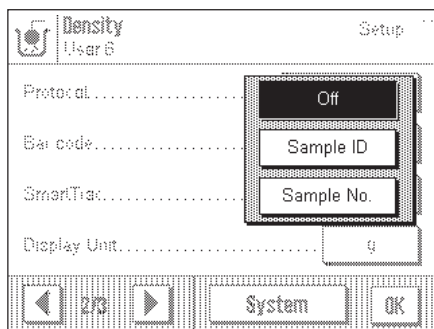 Density
User 6
Setup
Protocol
Off
Bar code
Sample ID
SmartTrac
Sample No.
Display Unit
g
2/3
System
OK